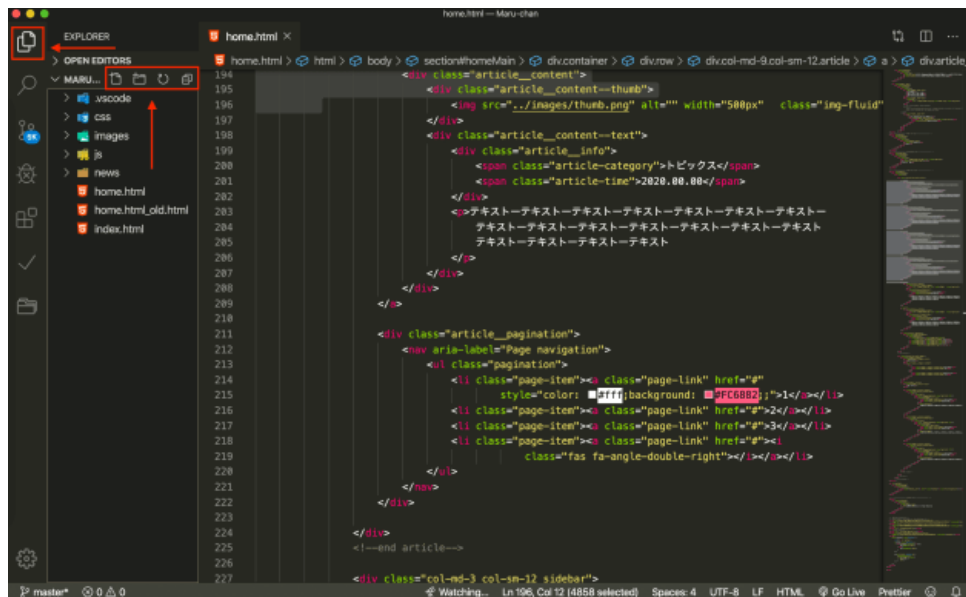 home.html — Maru-chan
EXPLORER
home.html ×
OPEN EDITORS
home.html > html > body > section#homeMain > div.container > div.row > div.col-md-9.col-sm-12.article > a > div.article
MARU...
.vscode
css
images
js
news
home.html
home.html_old.html
index.html
5K
194 <div class="article__content">
195 <div class="article__content--thumb">
196 <img src="../images/thumb.png" alt="" width="500px" class="img-fluid"
197 </div>
198 <div class="article__content--text">
199 <div class="article__info">
200 <span class="article-category">トピックス</span>
201 <span class="article-time">2020.00.00</span>
202 </div>
203 <p>テキストーテキストーテキストーテキストーテキストーテキストーテキストー
204 テキストーテキストーテキストーテキストーテキストーテキストーテキスト
205 テキストーテキストーテキストーテキスト
206 </p>
207 </div>
208 </div>
209 </a>
210
211 <div class="article__pagination">
212 <nav aria-label="Page navigation">
213 <ul class="pagination">
214 <li class="page-item"><a class="page-link" href="#"
215 style="color: #fff;background: #FC6882;;">1</a></li>
216 <li class="page-item"><a class="page-link" href="#">2</a></li>
217 <li class="page-item"><a class="page-link" href="#">3</a></li>
218 <li class="page-item"><a class="page-link" href="#"><i
219 class="fas fa-angle-double-right"></i></a></li>
220 </ul>
221 </nav>
222 </div>
223
224 </div>
225 <!--end article-->
226
227 <div class="col-md-3 col-sm-12 sidebar">
master* 0 0 Watching... Ln 196, Col 12 (4858 selected) Spaces: 4 UTF-8 LF HTML Go Live Prettier